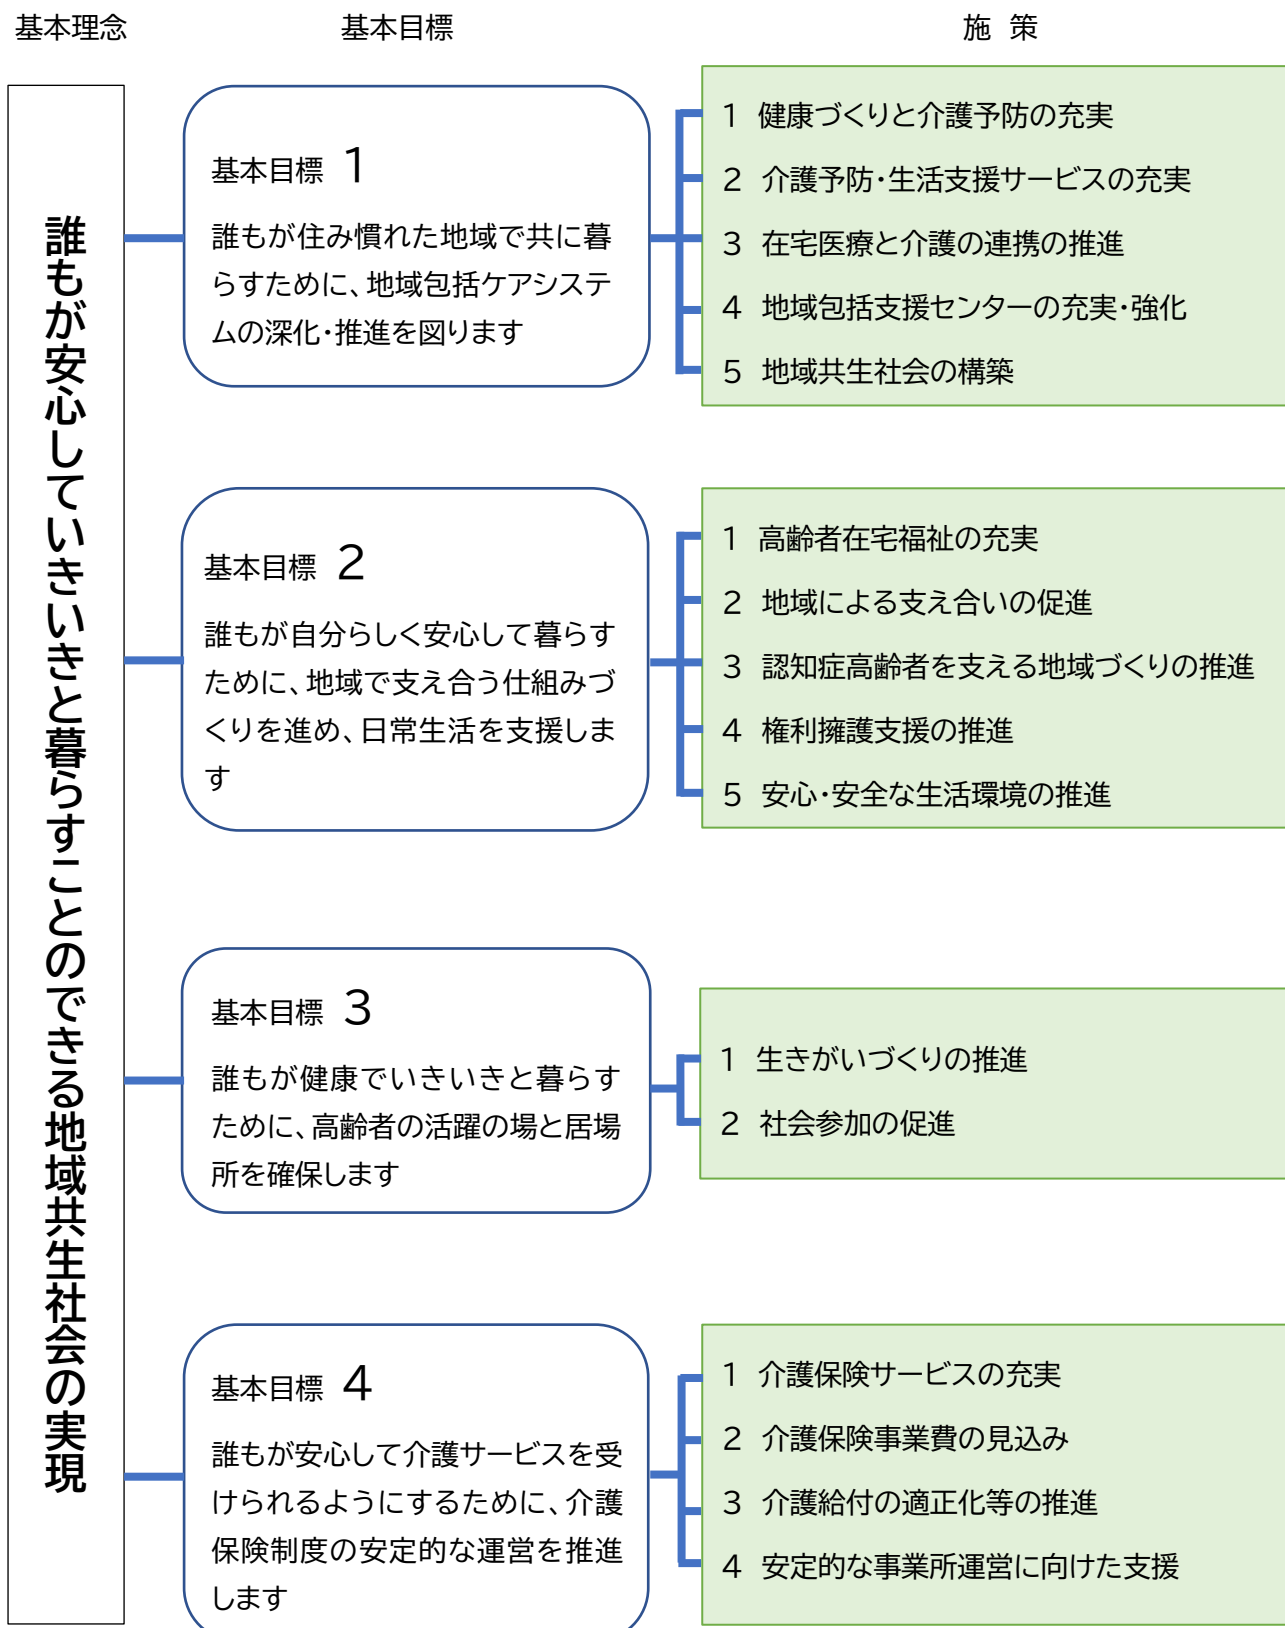 基本理念
基本目標
施 策
誰もが安心していきいきと暮らすことのできる地域共生社会の実現
基本目標 1
誰もが住み慣れた地域で共に暮
らすために、地域包括ケアシステ
ムの深化・推進を図ります
1 健康づくりと介護予防の充実
2 介護予防・生活支援サービスの充実
3 在宅医療と介護の連携の推進
4 地域包括支援センターの充実・強化
5 地域共生社会の構築
基本目標 2
誰もが自分らしく安心して暮らす
ために、地域で支え合う仕組みづ
くりを進め、日常生活を支援しま
す
1 高齢者在宅福祉の充実
2 地域による支え合いの促進
3 認知症高齢者を支える地域づくりの推進
4 権利擁護支援の推進
5 安心・安全な生活環境の推進
基本目標 3
誰もが健康でいきいきと暮らす
ために、高齢者の活躍の場と居場
所を確保します
1 生きがいづくりの推進
2 社会参加の促進
基本目標 4
誰もが安心して介護サービスを受
けられるようにするために、介護
保険制度の安定的な運営を推進
します
1 介護保険サービスの充実
2 介護保険事業費の見込み
3 介護給付の適正化等の推進
4 安定的な事業所運営に向けた支援